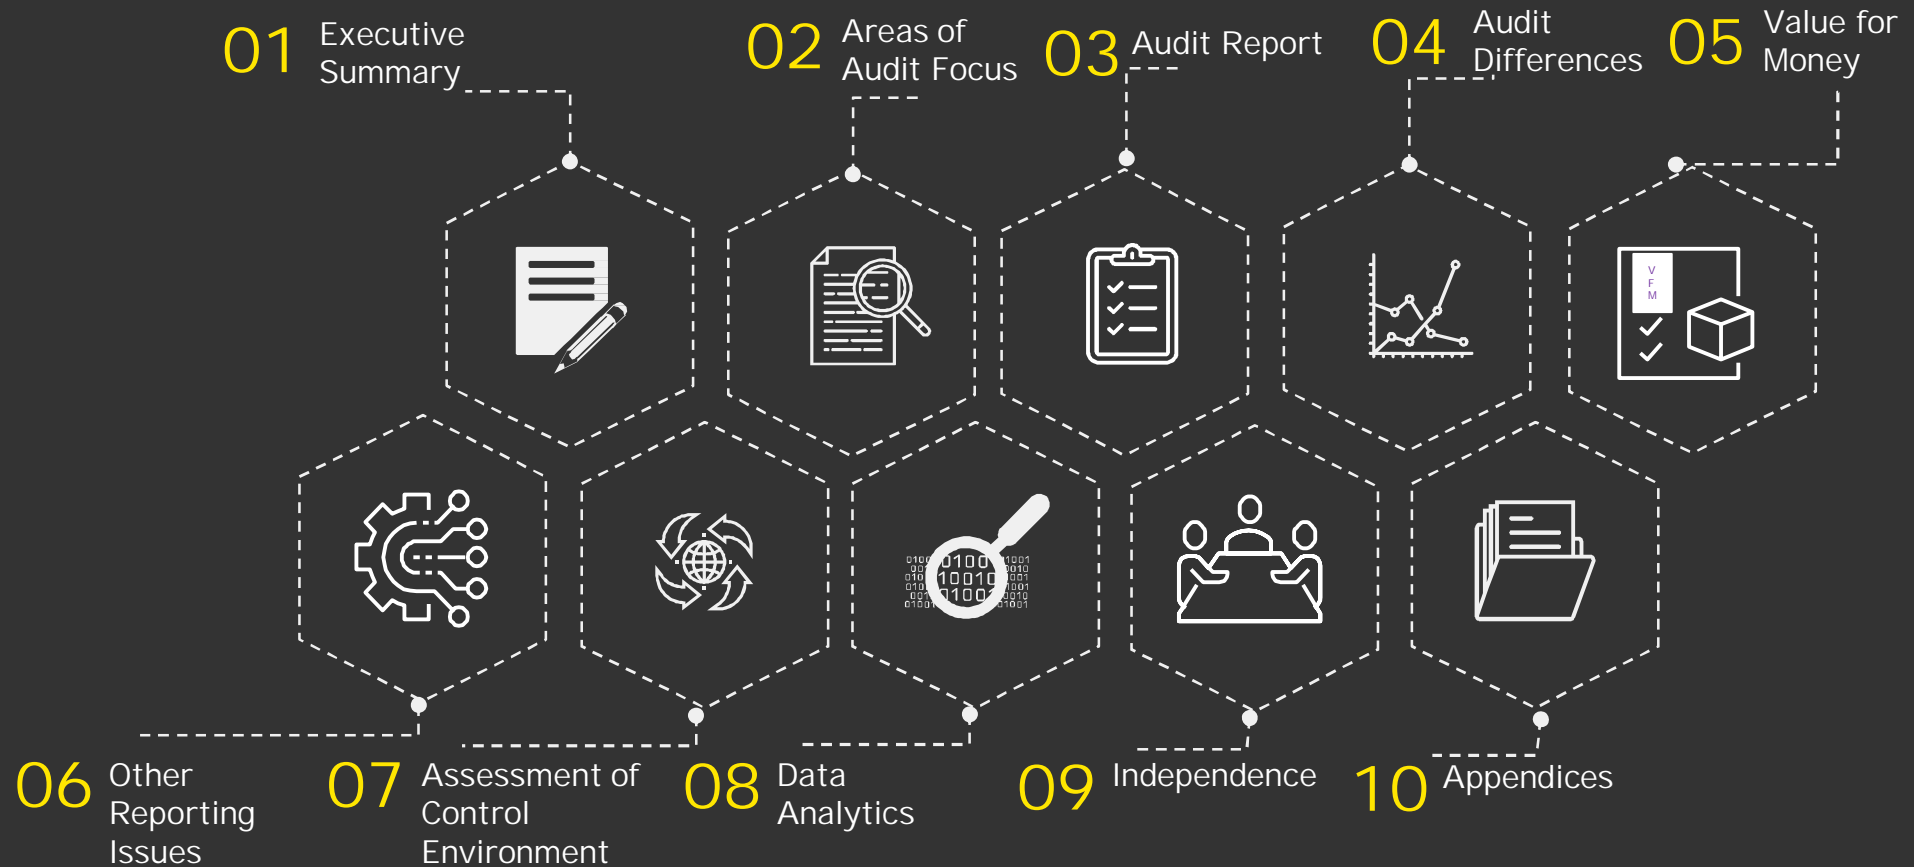 01 Executive
Summary
02 Areas of
Audit Focus
03 Audit Report
04 Audit
Differences
05 Value for
Money
V
F
M
06 Other
Reporting
Issues
07 Assessment of
Control
Environment
08 Data
Analytics
09 Independence
10 Appendices